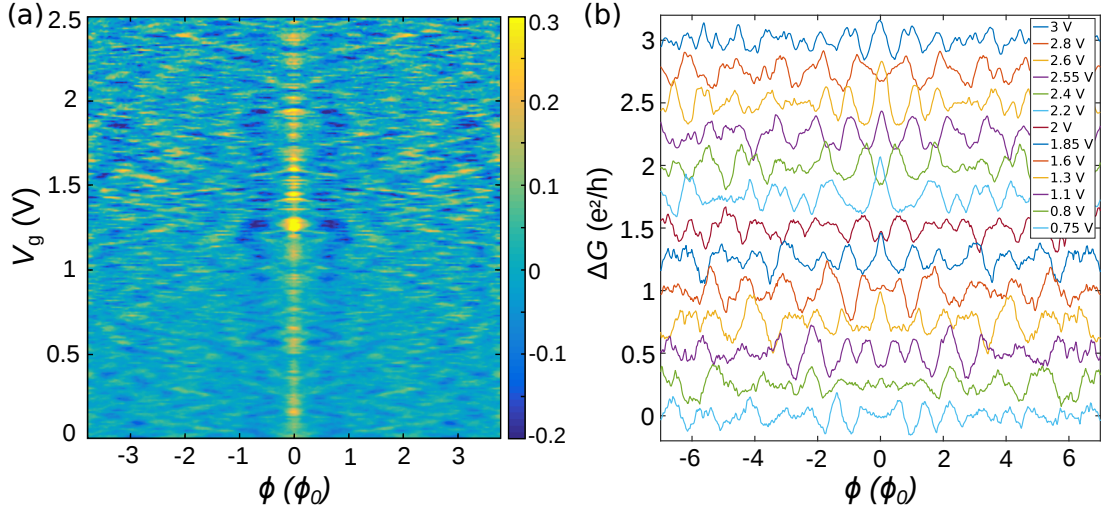 (a)
2.5
2
1.5
1
0.5
0
V_g (V)
-3 -2 -1 0 1 2 3
ϕ (ϕ_0)
0.3
0.2
0.1
0
-0.1
-0.2
(b)
3
2.5
2
1.5
1
0.5
0
ΔG (e²/h)
-6 -4 -2 0 2 4 6
ϕ (ϕ_0)
3 V
2.8 V
2.6 V
2.55 V
2.4 V
2.2 V
2 V
1.85 V
1.6 V
1.3 V
1.1 V
0.8 V
0.75 V